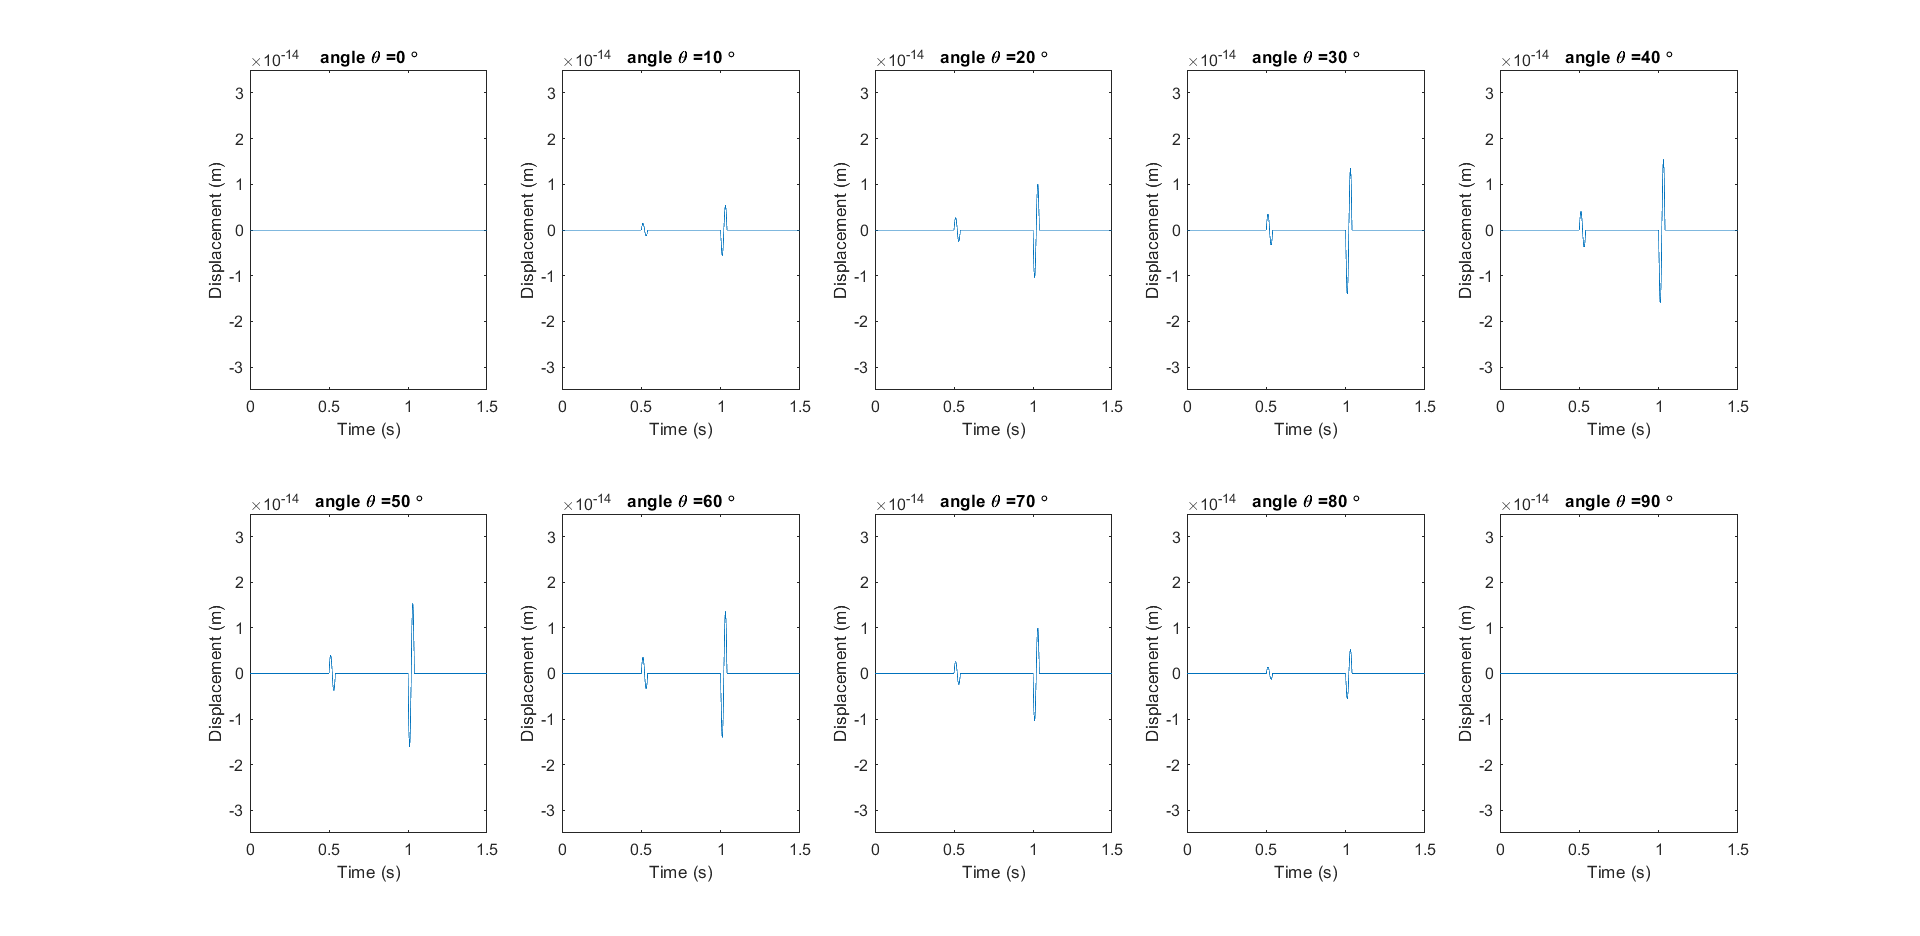 ×10-14 angle θ =0 °
3
2
1
0
-1
-2
-3
Displacement (m)
0 0.5 1 1.5
Time (s)
×10-14 angle θ =10 °
3
2
1
0
-1
-2
-3
Displacement (m)
0 0.5 1 1.5
Time (s)
×10-14 angle θ =20 °
3
2
1
0
-1
-2
-3
Displacement (m)
0 0.5 1 1.5
Time (s)
×10-14 angle θ =30 °
3
2
1
0
-1
-2
-3
Displacement (m)
0 0.5 1 1.5
Time (s)
×10-14 angle θ =40 °
3
2
1
0
-1
-2
-3
Displacement (m)
0 0.5 1 1.5
Time (s)
×10-14 angle θ =50 °
3
2
1
0
-1
-2
-3
Displacement (m)
0 0.5 1 1.5
Time (s)
×10-14 angle θ =60 °
3
2
1
0
-1
-2
-3
Displacement (m)
0 0.5 1 1.5
Time (s)
×10-14 angle θ =70 °
3
2
1
0
-1
-2
-3
Displacement (m)
0 0.5 1 1.5
Time (s)
×10-14 angle θ =80 °
3
2
1
0
-1
-2
-3
Displacement (m)
0 0.5 1 1.5
Time (s)
×10-14 angle θ =90 °
3
2
1
0
-1
-2
-3
Displacement (m)
0 0.5 1 1.5
Time (s)